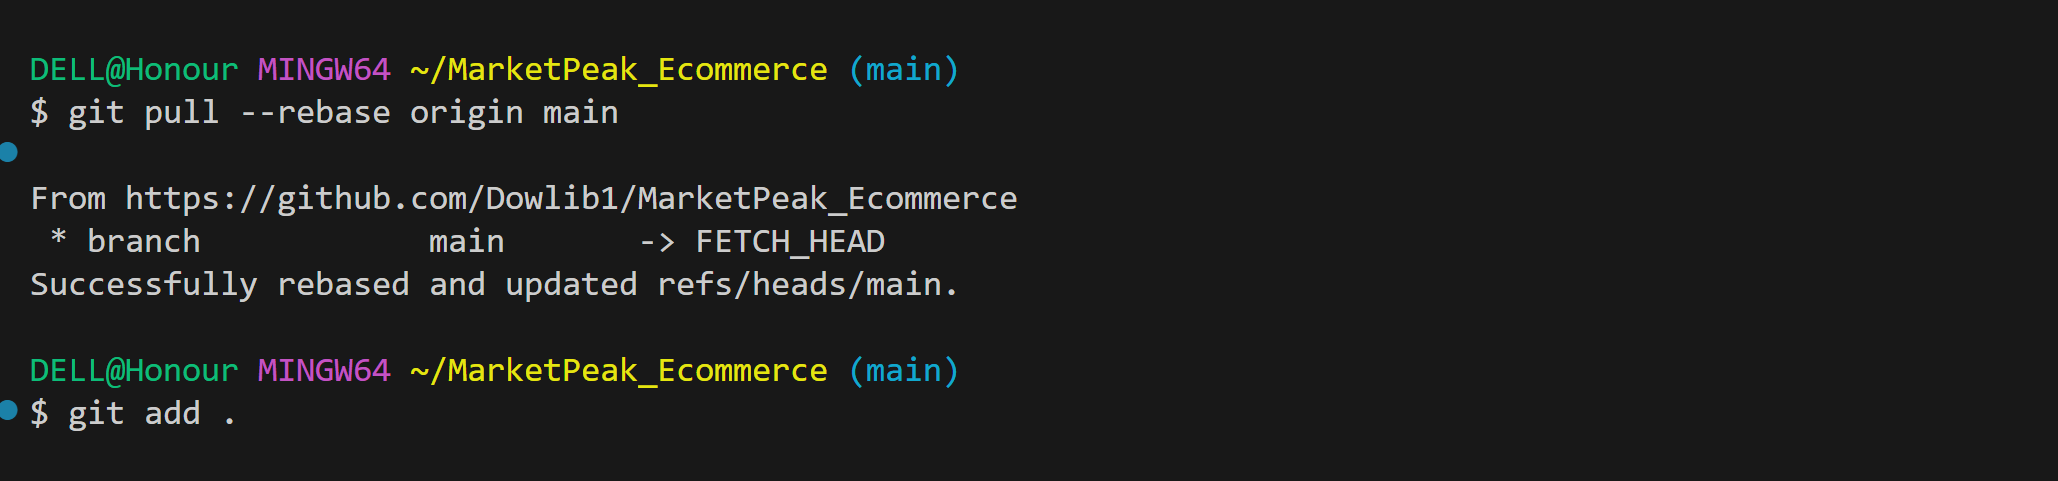 DELL@Honour MINGW64 ~/MarketPeak_Ecommerce (main)
$ git pull --rebase origin main
From https://github.com/Dowlib1/MarketPeak_Ecommerce
 * branch            main       -> FETCH_HEAD
Successfully rebased and updated refs/heads/main.
DELL@Honour MINGW64 ~/MarketPeak_Ecommerce (main)
$ git add .